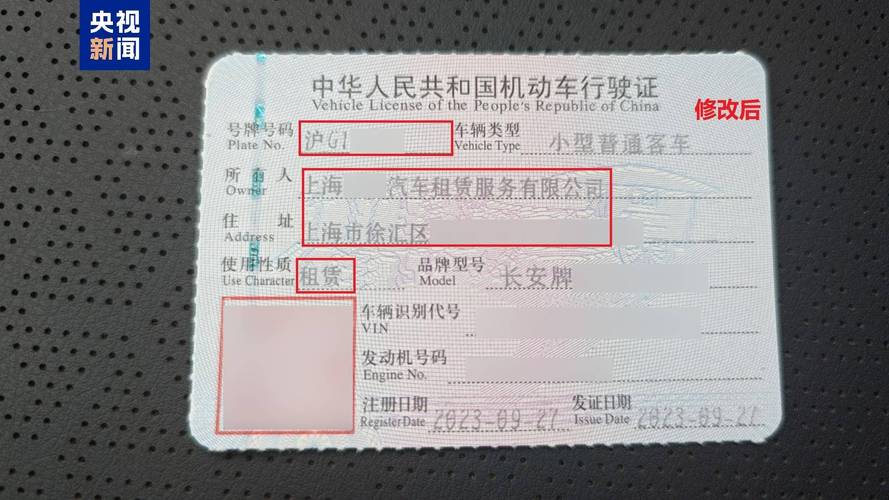 央视
新闻
中华人民共和国机动车行驶证
Vehicle License of the People's Republic of China
修改后
号牌号码 沪G1 车辆类型 小型普通客车
Plate No. Vehicle Type
所有人 上海 汽车租赁服务有限公司
Owner
住址 上海市徐汇区
Address
使用性质 租赁 品牌型号 长安牌
Use Character Model
车辆识别代号
VIN
发动机号码
Engine No.
注册日期 2023-09-27 发证日期 2023-09-27
Register Date Issue Date